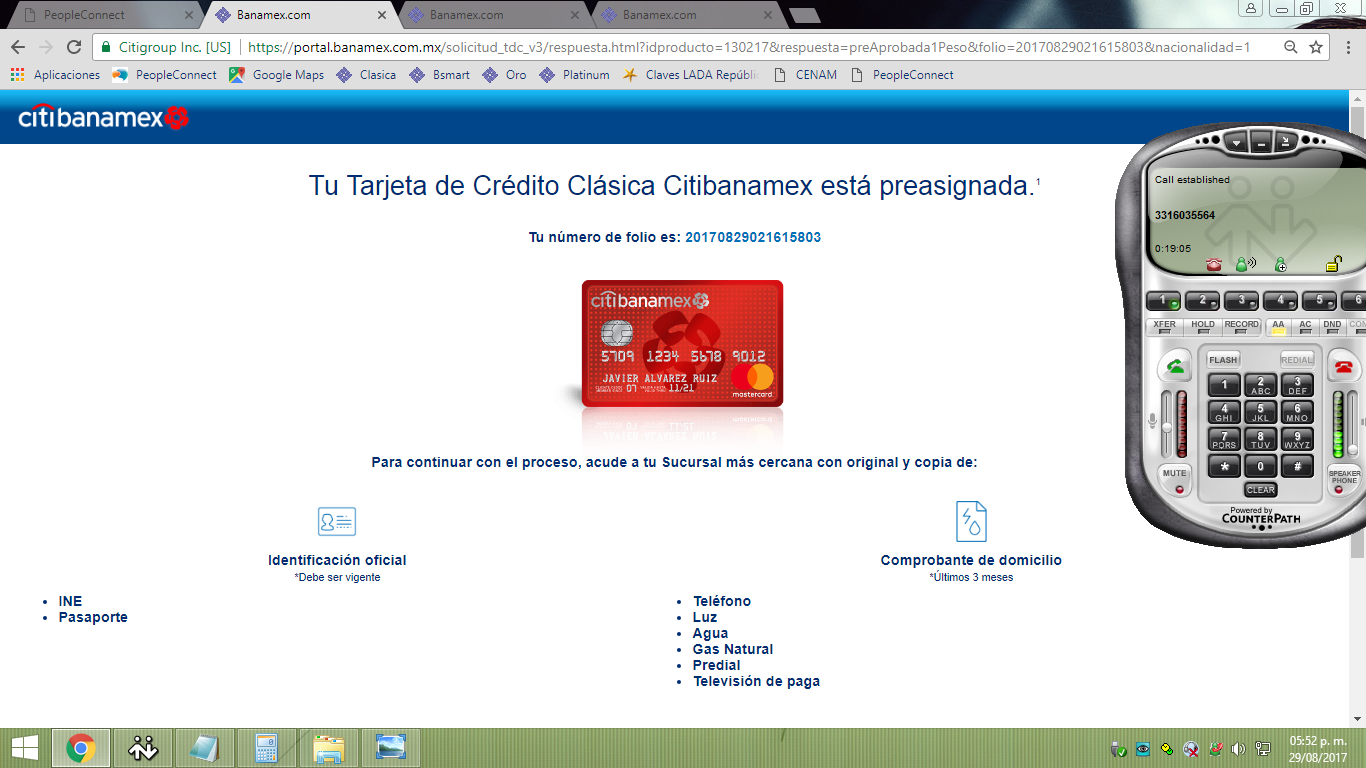 PeopleConnect
Banamex.com
Banamex.com
Banamex.com
Citigroup Inc. [US]
https://portal.banamex.com.mx/solicitud_tdc_v3/respuesta.html?idproducto=130217&respuesta=preAprobada1Peso&folio=20170829021615803&nacionalidad=1
Aplicaciones
PeopleConnect
Google Maps
Clasica
Bsmart
Oro
Platinum
Claves LADA Repúblic
CENAM
PeopleConnect
citibanamex
Tu Tarjeta de Crédito Clásica Citibanamex está preasignada.1
Tu número de folio es: 20170829021615803
citibanamex
5709 1234 5678 9012
JAVIER ALVAREZ RUIZ
07 11/21
mastercard
Para continuar con el proceso, acude a tu Sucursal más cercana con original y copia de:
Identificación oficial
*Debe ser vigente
• INE
• Pasaporte
Comprobante de domicilio
*Últimos 3 meses
• Teléfono
• Luz
• Agua
• Gas Natural
• Predial
• Televisión de paga
Call established
3316035564
0:19:05
1 2 3 4 5 6
XFER HOLD RECORD AA AC DND CON
FLASH REDIAL
1 2 ABC 3 DEF
4 GHI 5 JKL 6 MNO
7 PQRS 8 TUV 9 WXYZ
* 0 #
MUTE
SPEAKER PHONE
CLEAR
Powered by
COUNTERPATH
05:52 p. m.
29/08/2017